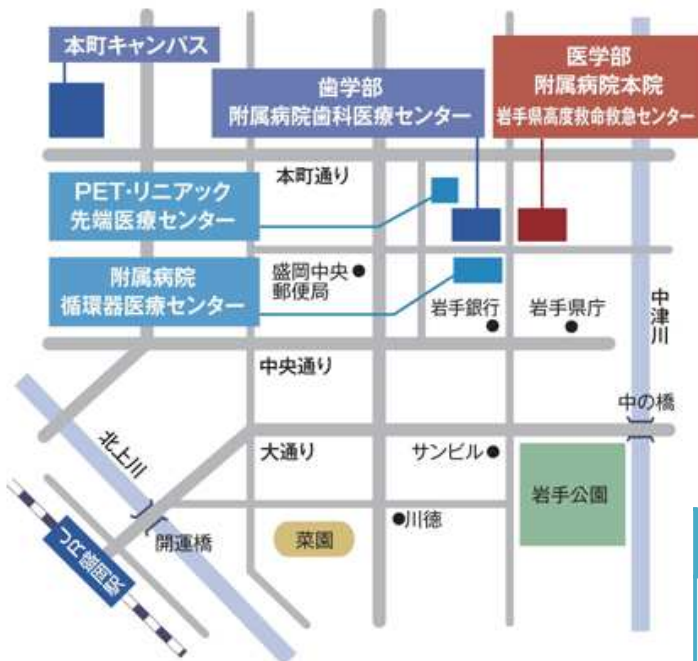 本町キャンパス
歯学部
附属病院歯科医療センター
医学部
附属病院本院
岩手県高度救命救急センター
本町通り
PET・リニアック
先端医療センター
附属病院
循環器医療センター
盛岡中央
郵便局
岩手銀行
岩手県庁
中津川
中央通り
中の橋
北上川
大通り
サンビル
岩手公園
川徳
菜園
開運橋
JR盛岡駅